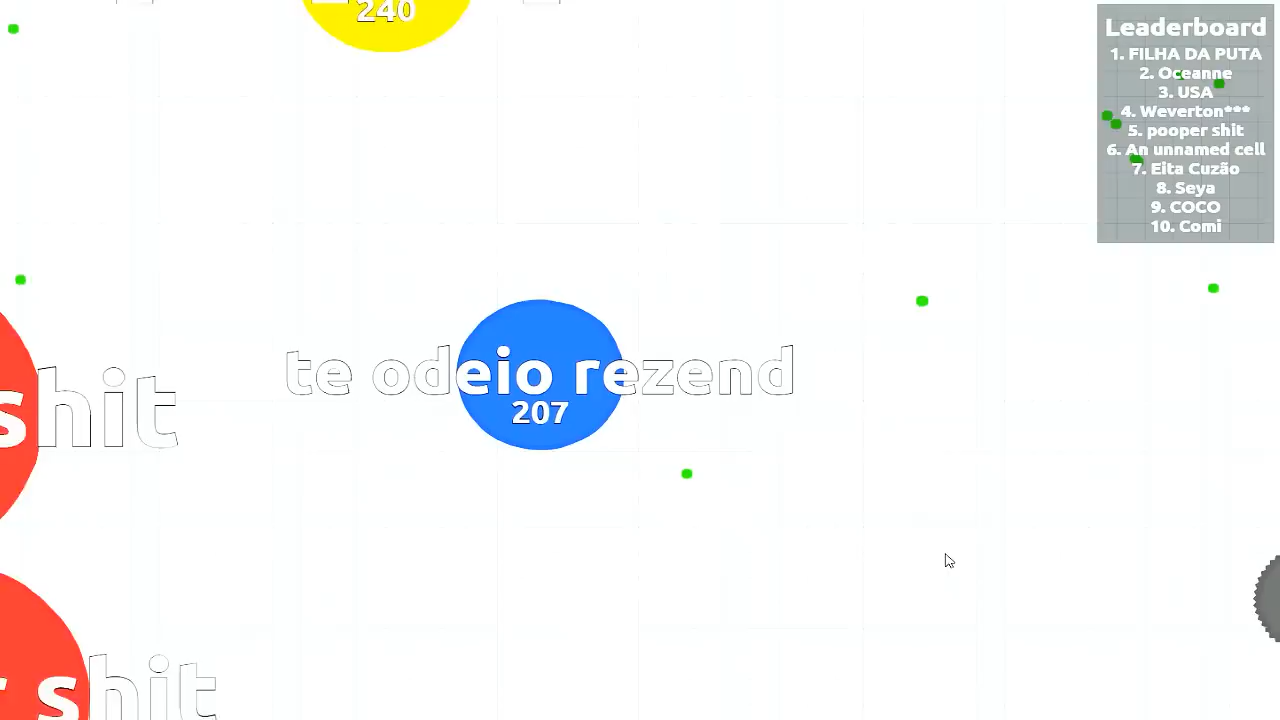 240
Leaderboard
1. FILHA DA PUTA
2. Oceanne
3. USA
4. Weverton***
5. pooper shit
6. An unnamed cell
7. Eita Cuzão
8. Seya
9. COCO
10. Comi
te odeio rezend
207
shit
r shit